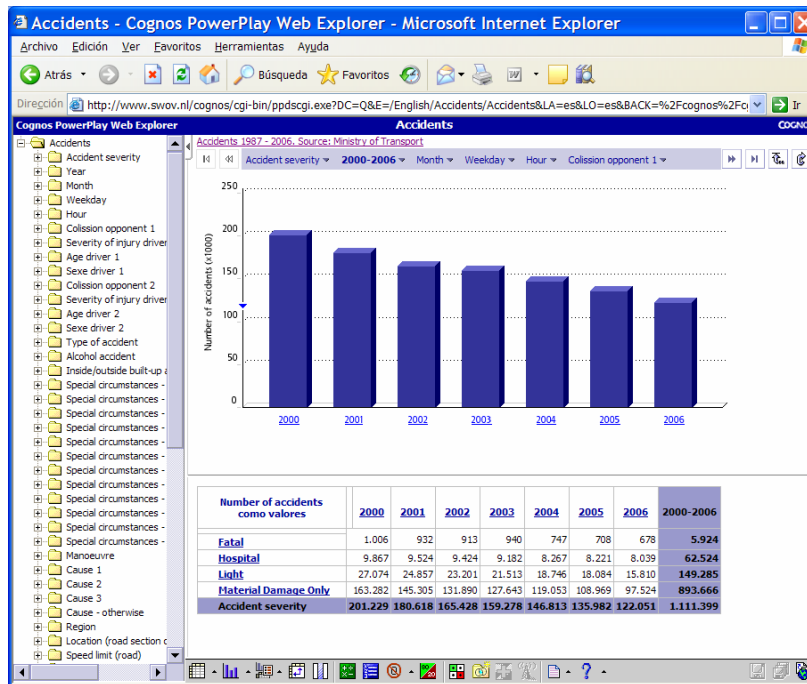 Accidents - Cognos PowerPlay Web Explorer - Microsoft Internet Explorer
Archivo Edición Ver Favoritos Herramientas Ayuda
Atrás Búsqueda Favoritos
Dirección http://www.swov.nl/cognos/cgi-bin/ppdscgi.exe?DC=Q&E=/English/Accidents/Accidents&LA=es&LO=es&BACK=%2Fcognos%2Fc Ir
Cognos PowerPlay Web Explorer Accidents COGNO
Accidents 1987 - 2006. Source: Ministry of Transport
Accident severity 2000-2006 Month Weekday Hour Colission opponent 1
Accidents
Accident severity
Year
Month
Weekday
Hour
Colission opponent 1
Severity of injury driver
Age driver 1
Sexe driver 1
Colission opponent 2
Severity of injury driver
Age driver 2
Sexe driver 2
Type of accident
Alcohol accident
Inside/outside built-up a
Special circumstances -
Special circumstances -
Special circumstances -
Special circumstances -
Special circumstances -
Special circumstances -
Special circumstances -
Special circumstances -
Special circumstances -
Special circumstances -
Special circumstances -
Special circumstances -
Manoeuvre
Cause 1
Cause 2
Cause 3
Cause - otherwise
Region
Location (road section o
Speed limit (road)
Number of accidents (x1000)
250
200
150
100
50
0
2000 2001 2002 2003 2004 2005 2006
Number of accidents como valores 2000 2001 2002 2003 2004 2005 2006 2000-2006
Fatal 1.006 932 913 940 747 708 678 5.924
Hospital 9.867 9.524 9.424 9.182 8.267 8.221 8.039 62.524
Light 27.074 24.857 23.201 21.513 18.746 18.084 15.810 149.285
Material Damage Only 163.282 145.305 131.890 127.643 119.053 108.969 97.524 893.666
Accident severity 201.229 180.618 165.428 159.278 146.813 135.982 122.051 1.111.399